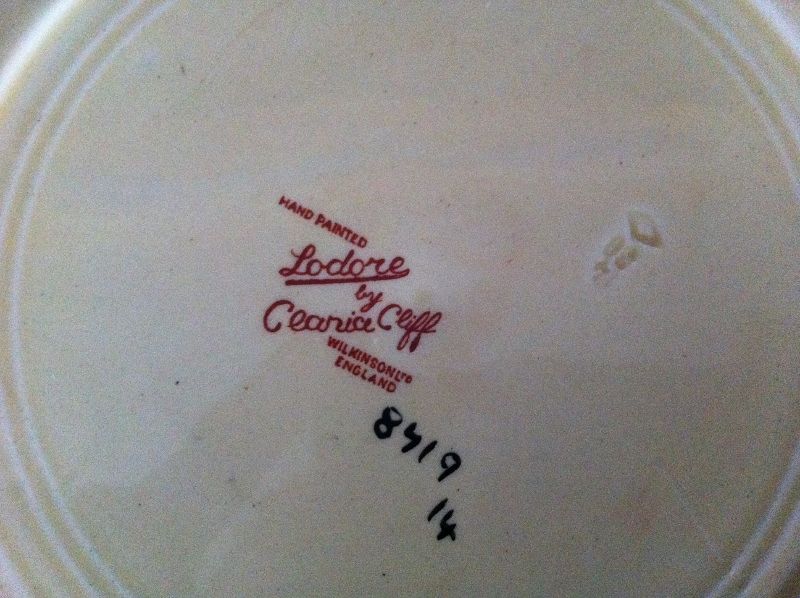 HAND PAINTED
Lodore
by
Clarice Cliff
WILKINSON LTD
ENGLAND
8419
14